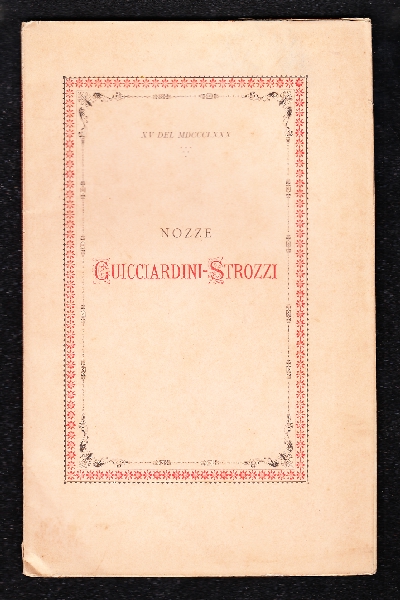 XV DEL MDCCCLXXX
NOZZE
GUICCIARDINI-STROZZI